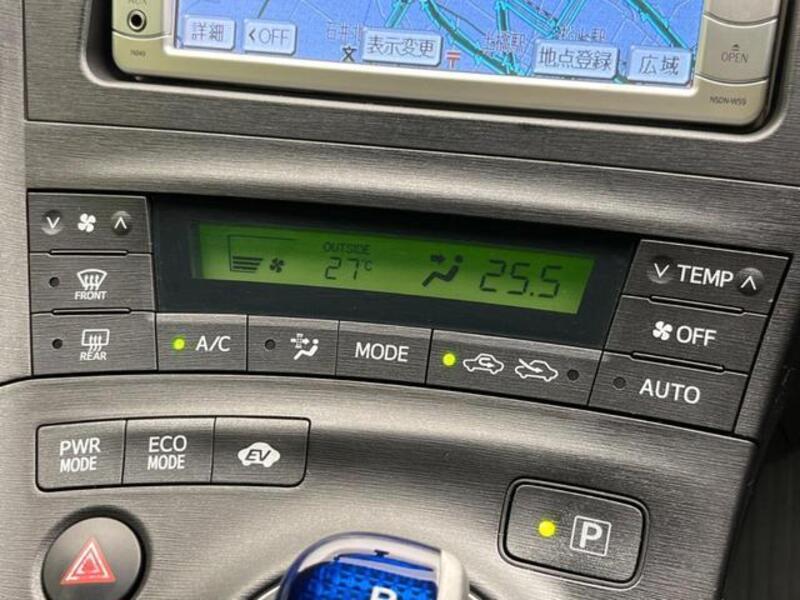 AUX
詳細
OFF
表示変更
地点登録
広域
OPEN
NSDN-W59
OUTSIDE
27℃
25.5
FRONT
REAR
A/C
MODE
TEMP
OFF
AUTO
PWR
MODE
ECO
MODE
EV
P